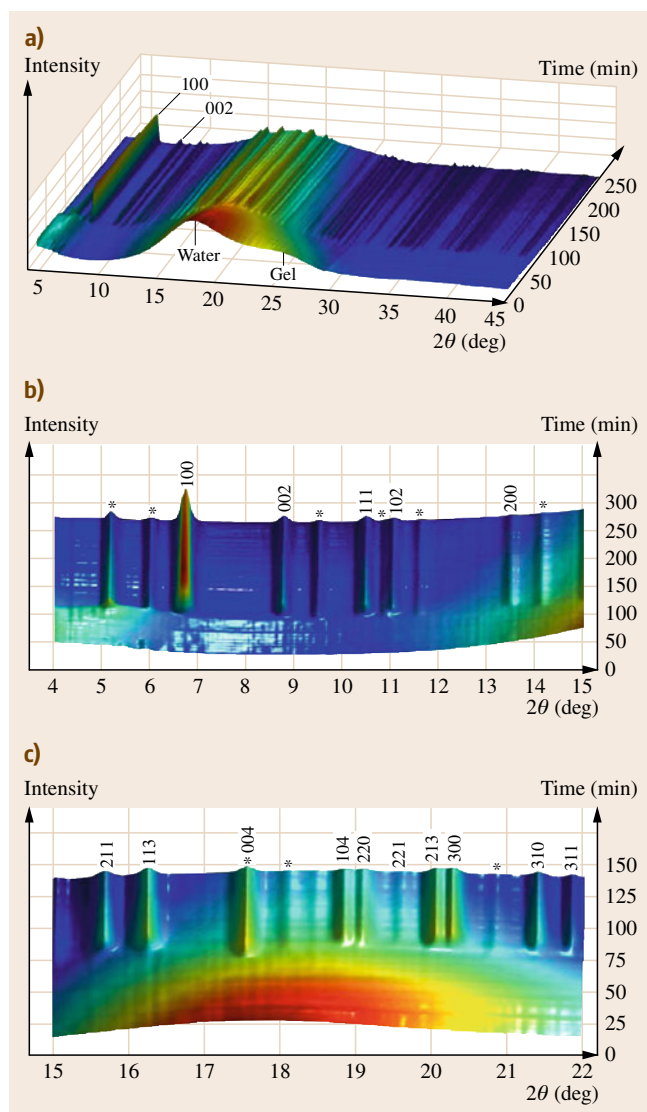 a)
Intensity
Time (min)
100
002
Water
Gel
250
200
150
100
50
0
5 10 15 20 25 30 35 40 45
2θ (deg)
b)
Intensity
Time (min)
* * 100 002 * 111 * 102 * 200 *
300
250
200
150
100
50
0
4 5 6 7 8 9 10 11 12 13 14 15
2θ (deg)
c)
Intensity
Time (min)
211 113 * 004 * 104 220 221 213 300 * 310 311
150
125
100
75
50
25
0
15 16 17 18 19 20 21 22
2θ (deg)